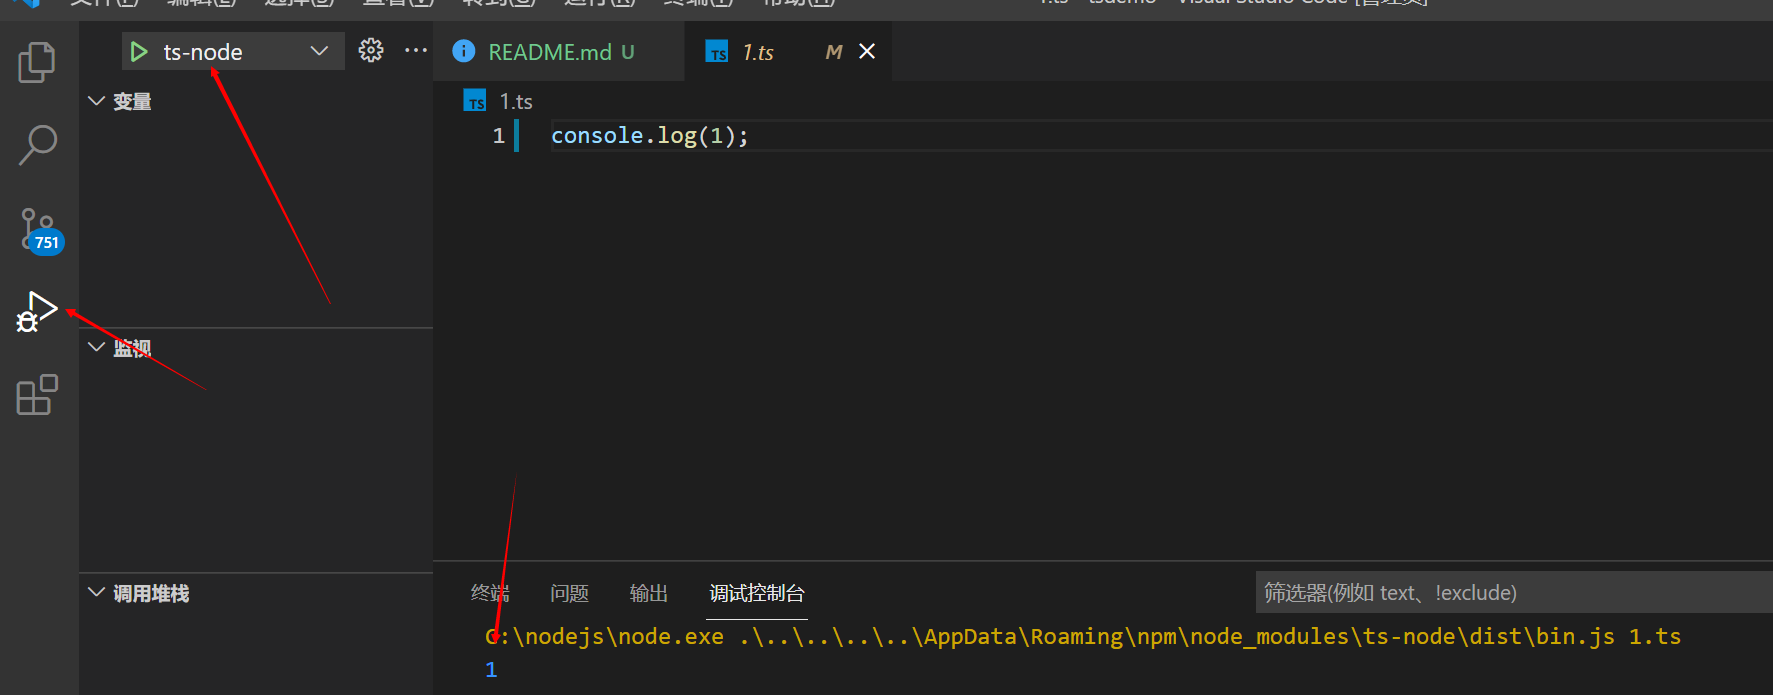 文件(F) 编辑(E) 选择(S) 查看(V) 转到(G) 运行(R) 终端(T) 帮助(H) 1.ts - tsdemo - Visual Studio Code [管理员]
ts-node
README.md U
TS 1.ts M
变量
TS 1.ts
1 console.log(1);
751
监视
调用堆栈
终端 问题 输出 调试控制台 筛选器(例如 text、!exclude)
C:\nodejs\node.exe .\..\..\..\..\AppData\Roaming\npm\node_modules\ts-node\dist\bin.js 1.ts
1